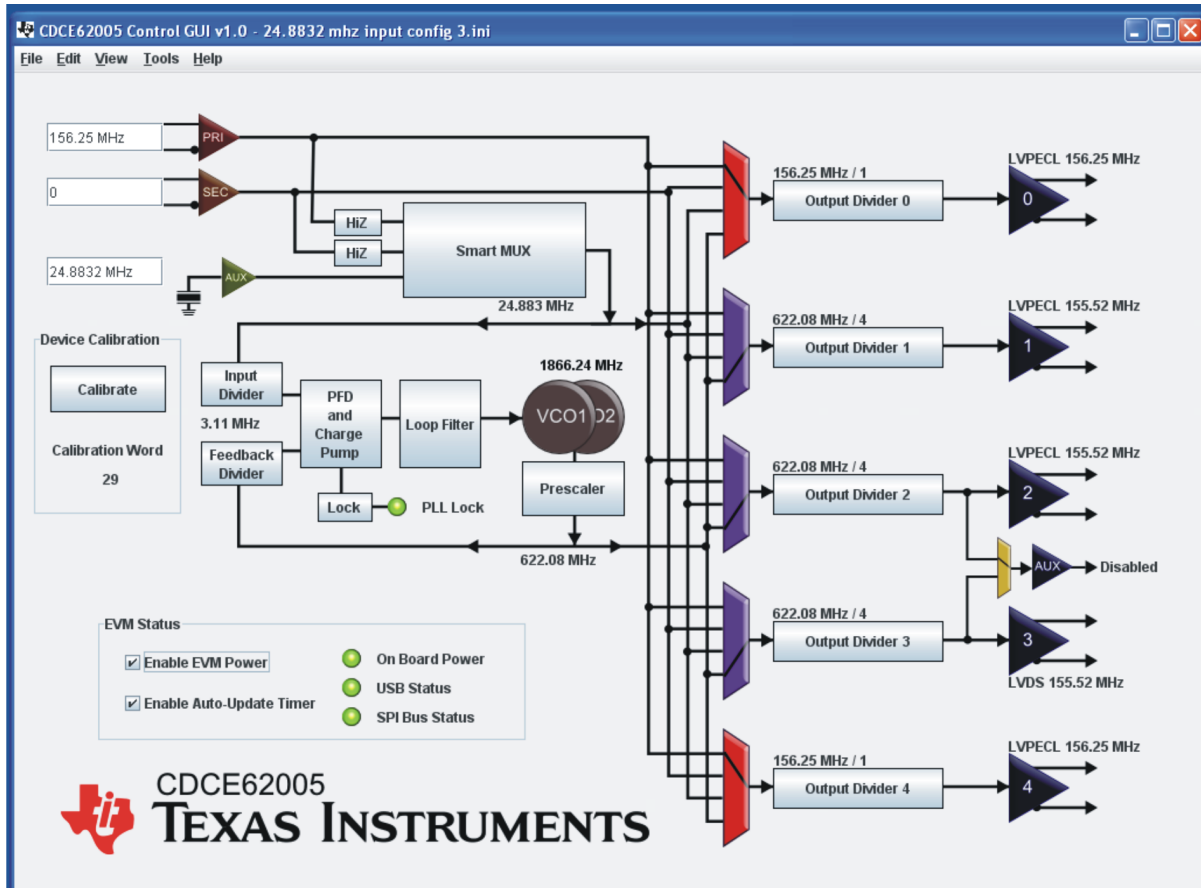 CDCE62005 Control GUI v1.0 - 24.8832 mhz input config 3.ini
File Edit View Tools Help
156.25 MHz
PRI
0
SEC
HiZ
HiZ
Smart MUX
24.8832 MHz
AUX
24.883 MHz
Device Calibration
Calibrate
Calibration Word
29
Input
Divider
3.11 MHz
Feedback
Divider
PFD
and
Charge
Pump
Loop Filter
1866.24 MHz
VCO1
O2
Prescaler
Lock
PLL Lock
622.08 MHz
156.25 MHz / 1
Output Divider 0
LVPECL 156.25 MHz
0
622.08 MHz / 4
Output Divider 1
LVPECL 155.52 MHz
1
622.08 MHz / 4
Output Divider 2
LVPECL 155.52 MHz
2
AUX
Disabled
622.08 MHz / 4
Output Divider 3
3
LVDS 155.52 MHz
156.25 MHz / 1
Output Divider 4
LVPECL 156.25 MHz
4
EVM Status
Enable EVM Power
Enable Auto-Update Timer
On Board Power
USB Status
SPI Bus Status
CDCE62005
ti
TEXAS INSTRUMENTS